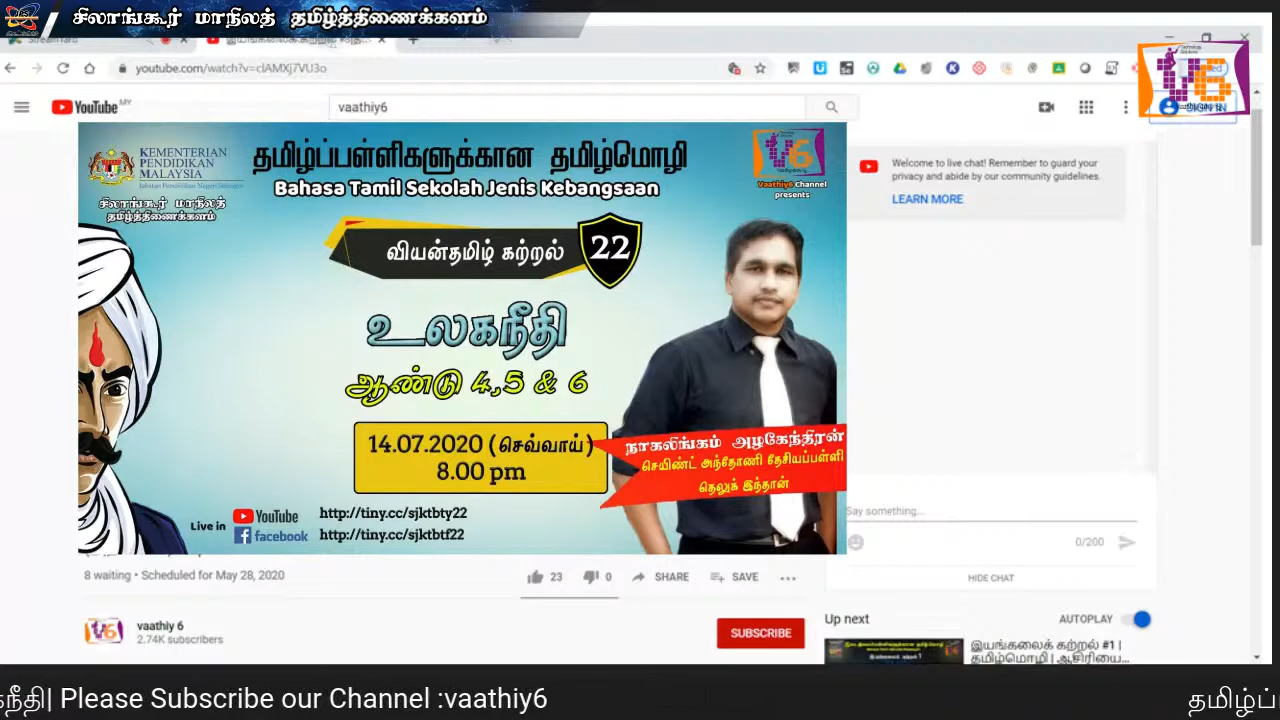 சிலாங்கூர் மாநிலத் தமிழ்த்திணைக்களம்
youtube.com/watch?v=clAMXj7VU3o
YouTube MY
vaathiy6
SIGN IN
KEMENTERIAN
PENDIDIKAN
MALAYSIA
சிலாங்கூர் மாநிலத்
தமிழ்த்திணைக்களம்
தமிழ்ப்பள்ளிகளுக்கான தமிழ்மொழி
Bahasa Tamil Sekolah Jenis Kebangsaan
V6
Vaathiy6 Channel
presents
Welcome to live chat! Remember to guard your
privacy and abide by our community guidelines.
LEARN MORE
வியன்தமிழ் கற்றல் 22
உலகநீதி
ஆண்டு 4,5 & 6
14.07.2020 (செவ்வாய்)
8.00 pm
நாகலிங்கம் அழகேந்திரன்
செயிண்ட் அந்தோணி தேசியப்பள்ளி
தெலுக் இந்தான்
Live in YouTube http://tiny.cc/sjktbty22
facebook http://tiny.cc/sjktbtf22
Say something...
0/200
HIDE CHAT
8 waiting • Scheduled for May 28, 2020
23 0 SHARE SAVE
vaathiy 6
2.74K subscribers
SUBSCRIBE
Up next AUTOPLAY
இயங்கலைக் கற்றல் #1 |
தமிழ்மொழி | ஆசிரியை...
நீதி| Please Subscribe our Channel :vaathiy6
தமிழ்ப்